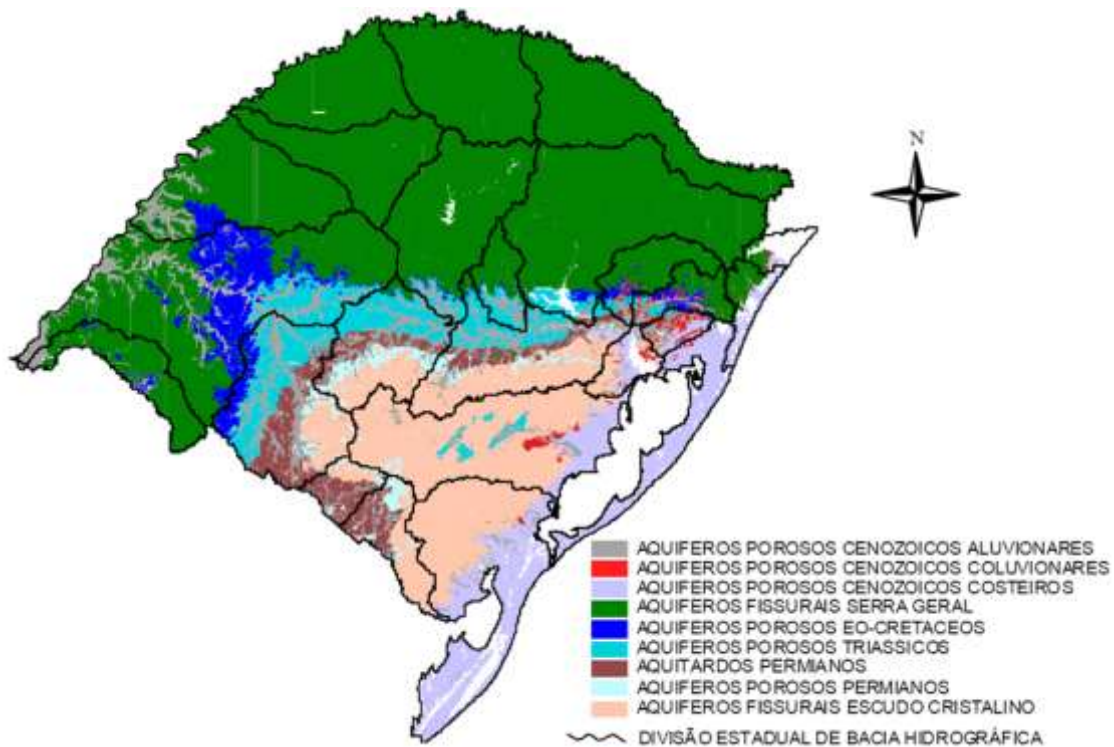 N
AQUIFEROS POROSOS CENOZOICOS ALUVIONARES
AQUIFEROS POROSOS CENOZOICOS COLUVIONARES
AQUIFEROS POROSOS CENOZOICOS COSTEIROS
AQUIFEROS FISSURAIS SERRA GERAL
AQUIFEROS POROSOS EO-CRETACEOS
AQUIFEROS POROSOS TRIASSICOS
AQUITARDOS PERMIANOS
AQUIFEROS POROSOS PERMIANOS
AQUIFEROS FISSURAIS ESCUDO CRISTALINO
DIVISÃO ESTADUAL DE BACIA HIDROGRÁFICA